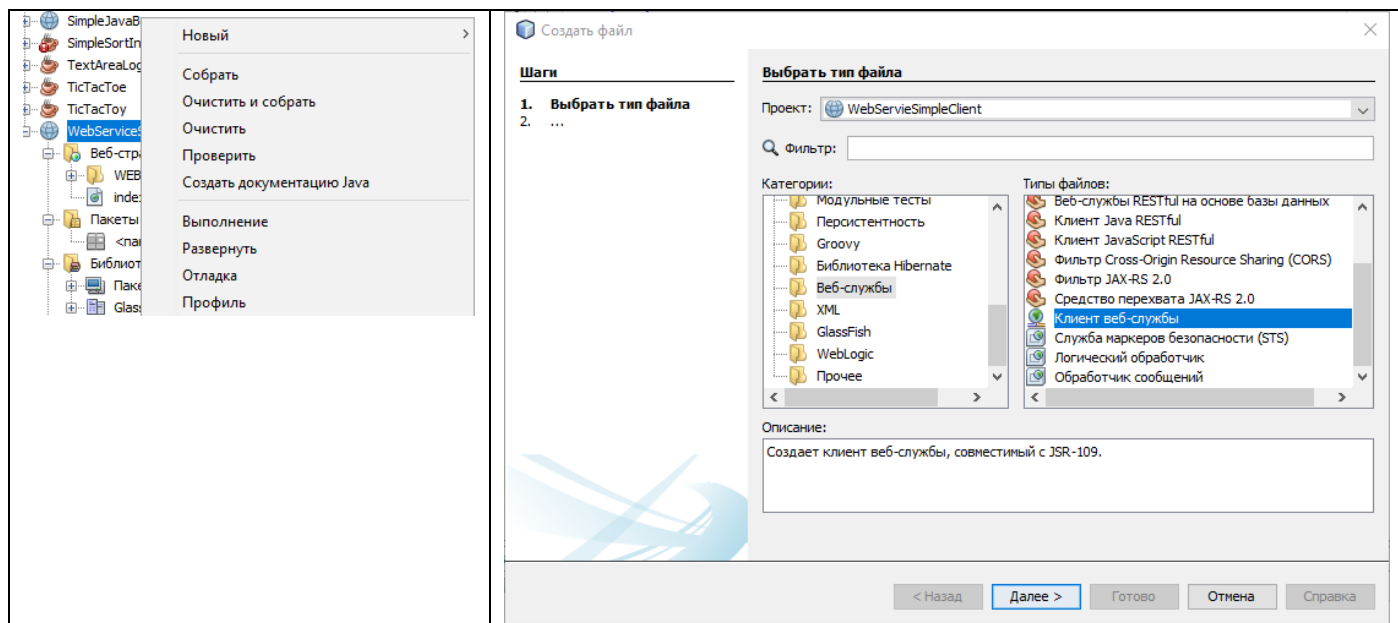 SimpleJavaB
SimpleSortIn
TextAreaLog
TicTacToe
TicTacToy
WebServiceS
Веб-стра
WEB
index
Пакеты
<пак
Библиот
Паке
Glass
Новый
Собрать
Очистить и собрать
Очистить
Проверить
Создать документацию Java
Выполнение
Развернуть
Отладка
Профиль
Создать файл
Шаги
1. Выбрать тип файла
2. ...
Выбрать тип файла
Проект: WebServieSimpleClient
Фильтр:
Категории:
Модульные тесты
Персистентность
Groovy
Библиотека Hibernate
Веб-службы
XML
GlassFish
WebLogic
Прочее
Типы файлов:
Веб-службы RESTful на основе базы данных
Клиент Java RESTful
Клиент JavaScript RESTful
Фильтр Cross-Origin Resource Sharing (CORS)
Фильтр JAX-RS 2.0
Средство перехвата JAX-RS 2.0
Клиент веб-службы
Служба маркеров безопасности (STS)
Логический обработчик
Обработчик сообщений
Описание:
Создает клиент веб-службы, совместимый с JSR-109.
< Назад Далее > Готово Отмена Справка